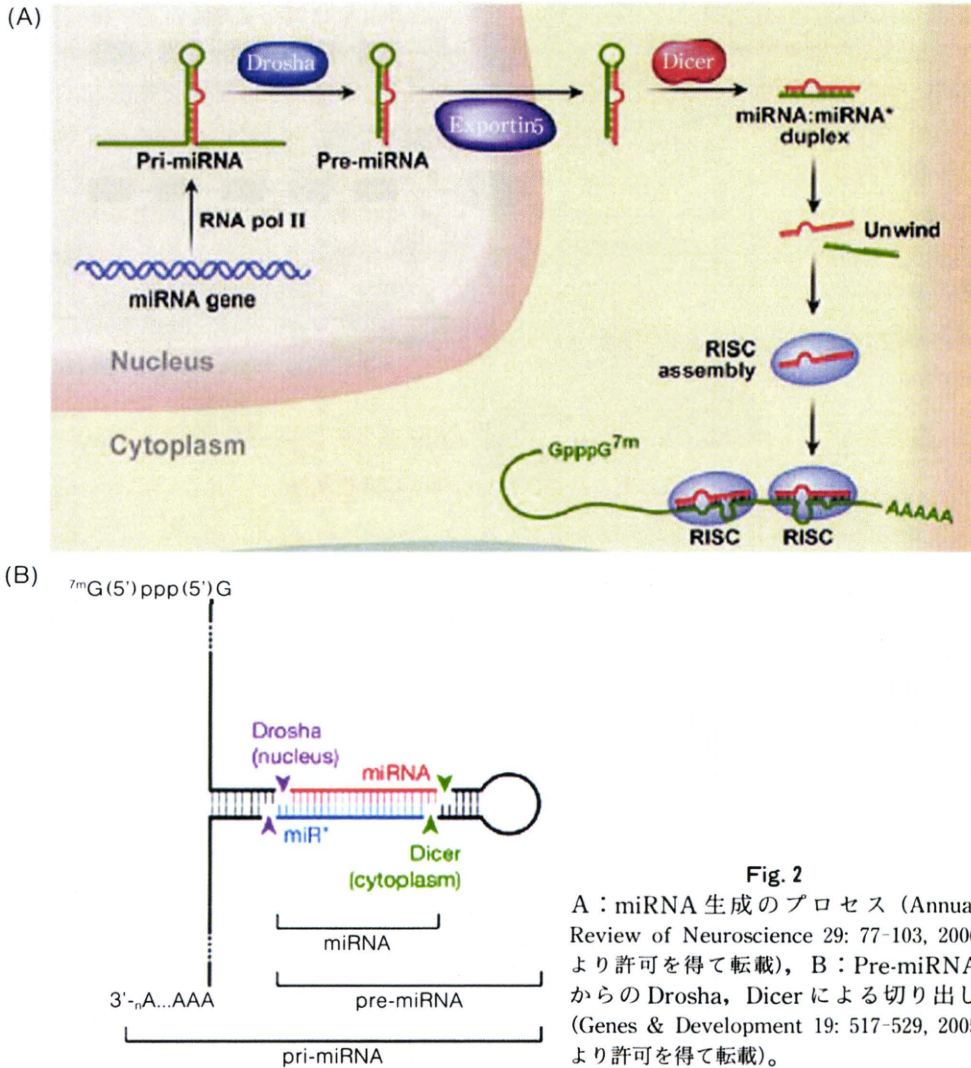 (A)
Drosha
Dicer
Exportin5
Pri-miRNA
Pre-miRNA
miRNA:miRNA*
duplex
RNA pol II
Unwind
miRNA gene
RISC
assembly
Nucleus
Cytoplasm
GpppG7m
AAAAA
RISC RISC
(B)
7mG(5')ppp(5')G
Drosha
(nucleus)
miRNA
miR*
Dicer
(cytoplasm)
miRNA
3'-nA...AAA
pre-miRNA
pri-miRNA
Fig. 2
A：miRNA 生成のプロセス (Annua
Review of Neuroscience 29: 77-103, 200
より許可を得て転載), B：Pre-miRNA
からの Drosha, Dicer による切り出し
(Genes & Development 19: 517-529, 200
より許可を得て転載)。